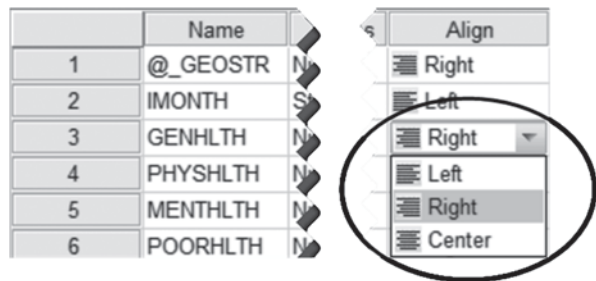 Name s Align
1 @_GEOSTR N Right
2 IMONTH S Left
3 GENHLTH N Right
4 PHYSHLTH N Left
5 MENTHLTH N Right
6 POORHLTH N Center